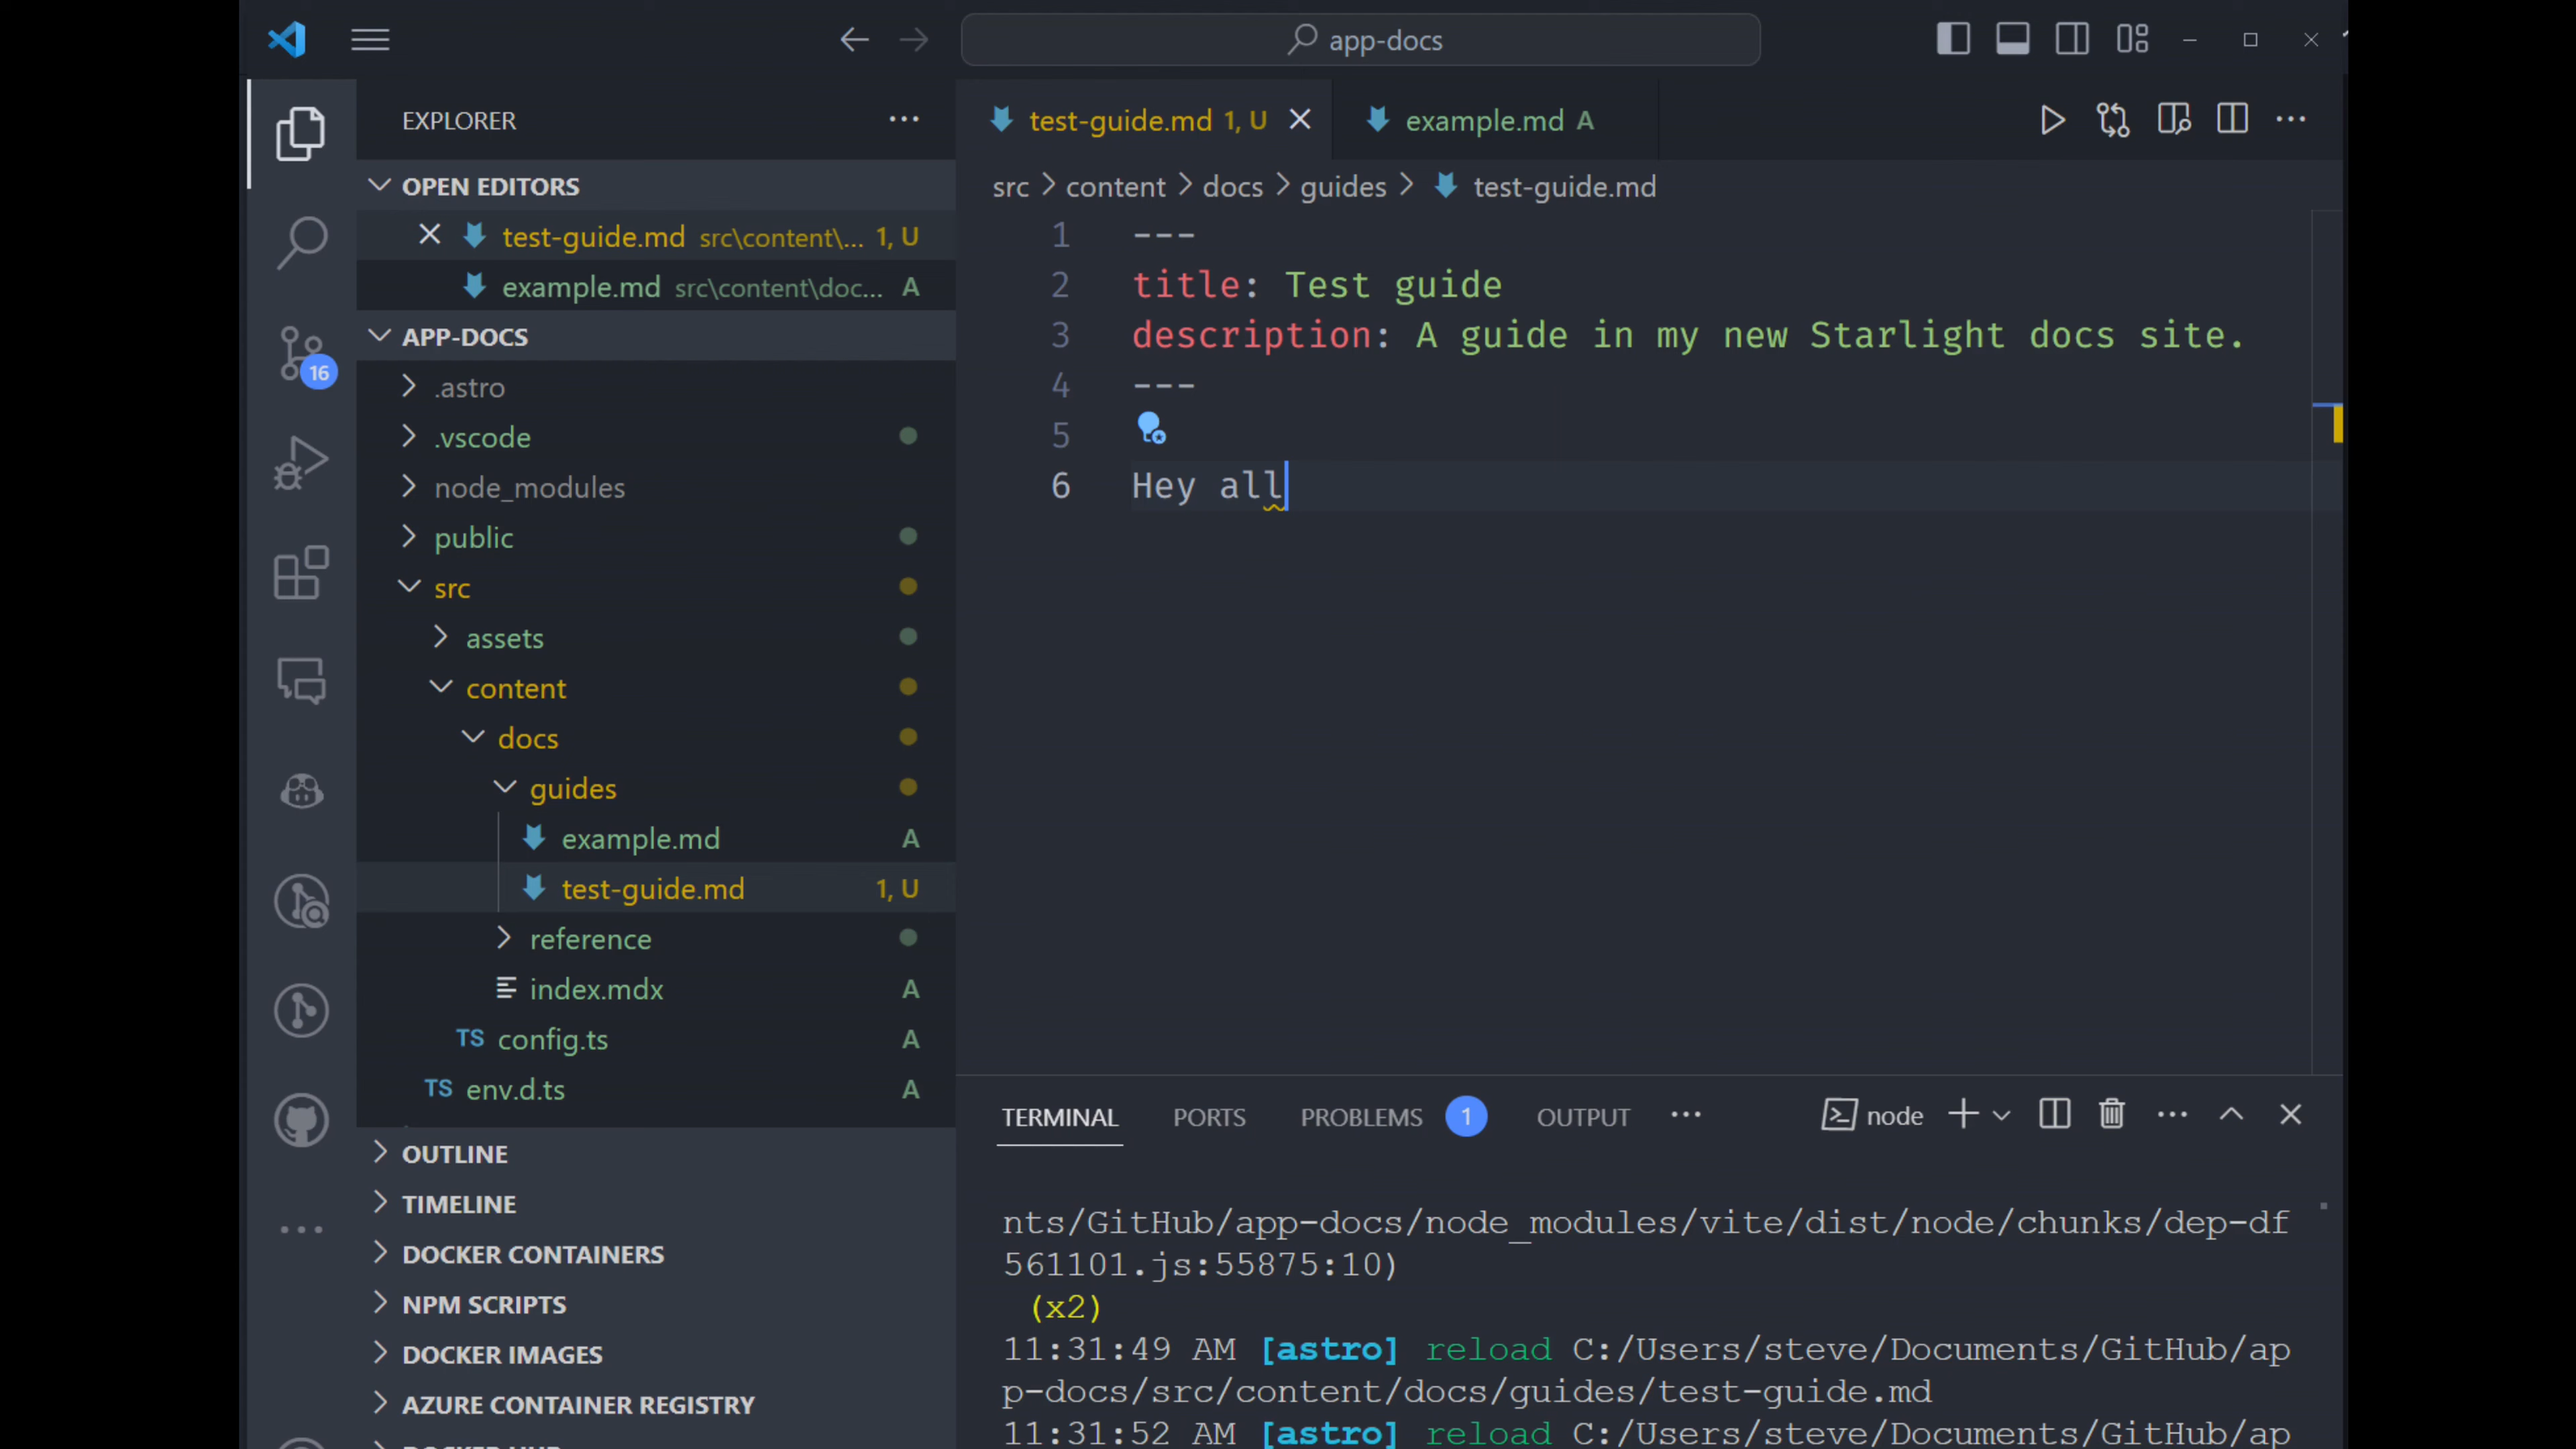 app-docs
EXPLORER
OPEN EDITORS
test-guide.md src\content\... 1, U
example.md src\content\doc... A
APP-DOCS
.astro
.vscode
node_modules
public
src
assets
content
docs
guides
example.md A
test-guide.md 1, U
reference
index.mdx A
TS config.ts A
TS env.d.ts A
OUTLINE
TIMELINE
DOCKER CONTAINERS
NPM SCRIPTS
DOCKER IMAGES
AZURE CONTAINER REGISTRY
DOCKER HUB
16
test-guide.md 1, U
example.md A
src > content > docs > guides > test-guide.md
1 ---
2 title: Test guide
3 description: A guide in my new Starlight docs site.
4 ---
5
6 Hey all
TERMINAL PORTS PROBLEMS 1 OUTPUT
node
nts/GitHub/app-docs/node_modules/vite/dist/node/chunks/dep-df
561101.js:55875:10)
(x2)
11:31:49 AM [astro] reload C:/Users/steve/Documents/GitHub/ap
p-docs/src/content/docs/guides/test-guide.md
11:31:52 AM [astro] reload C:/Users/steve/Documents/GitHub/ap